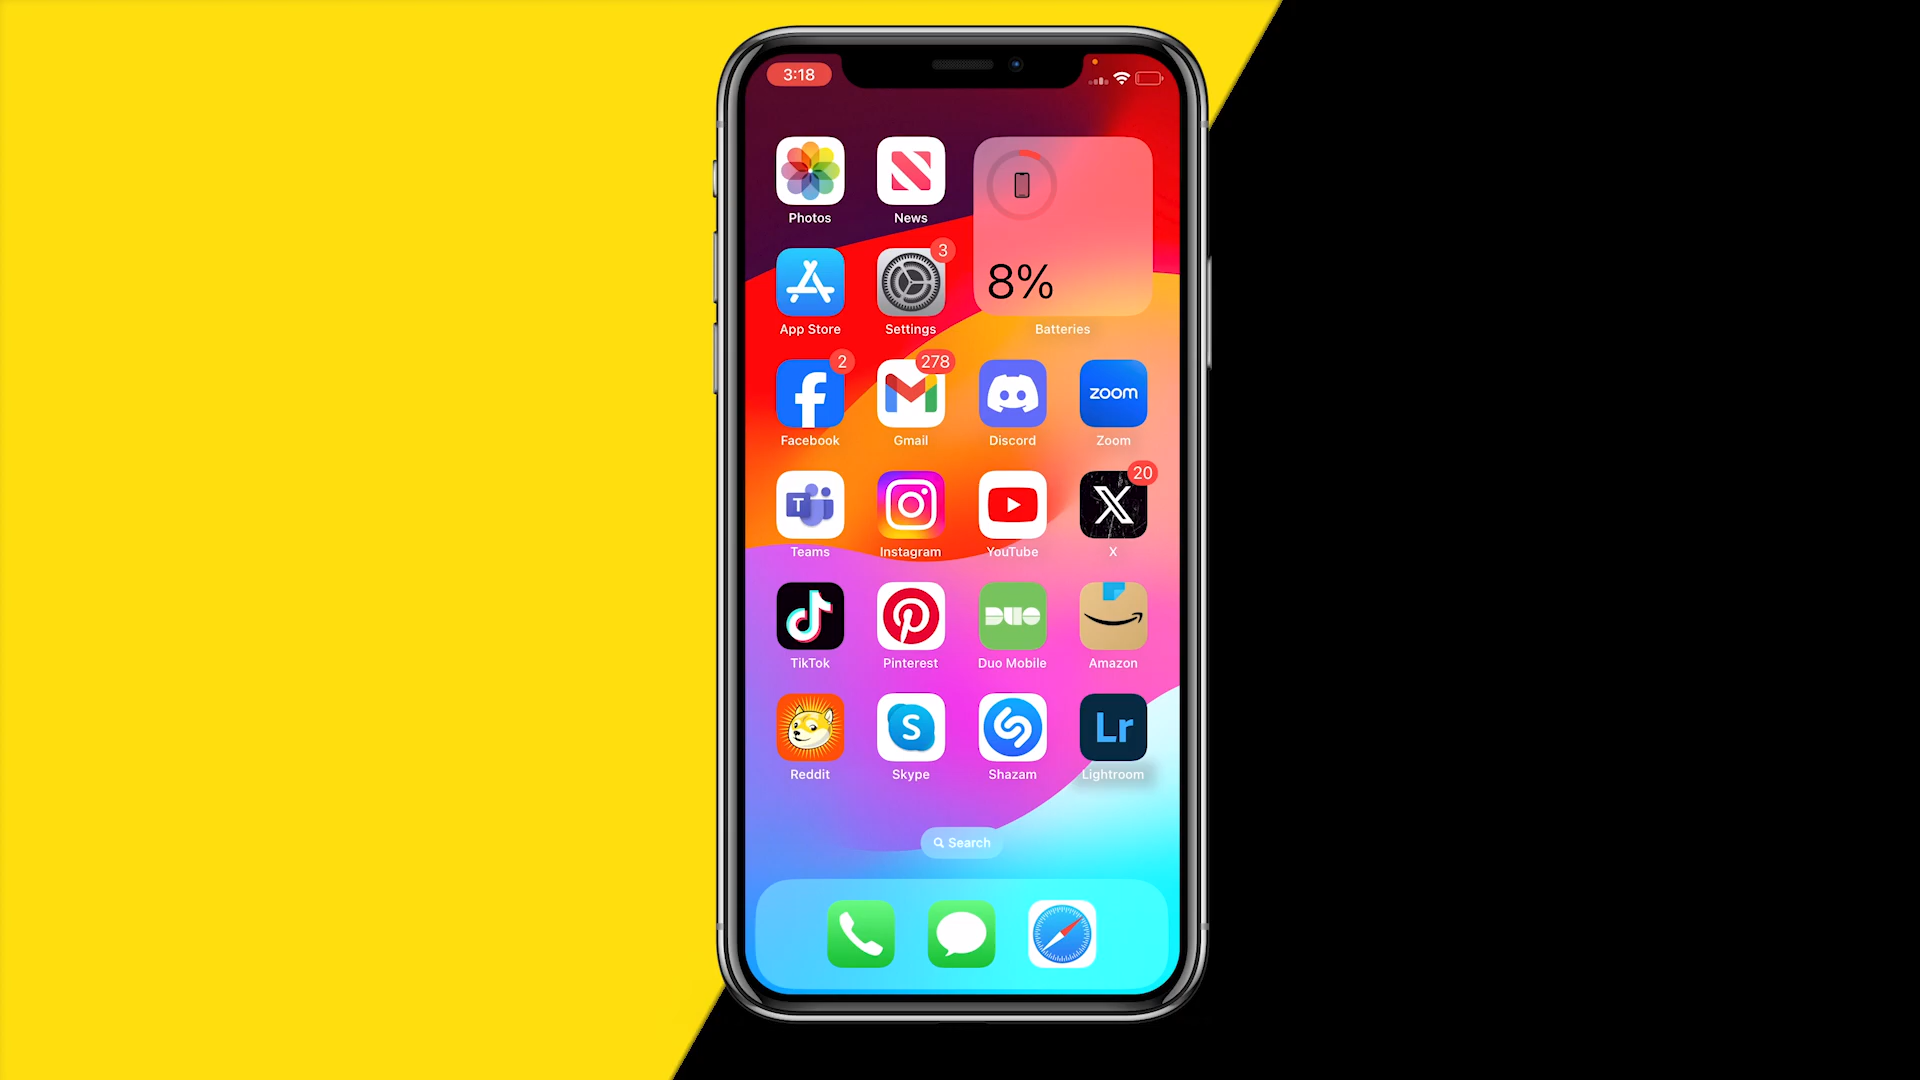 3:18
Photos
News
8%
3
App Store
Settings
Batteries
2
278
zoom
Facebook
Gmail
Discord
Zoom
20
T
Teams
Instagram
YouTube
X
DUO
TikTok
Pinterest
Duo Mobile
Amazon
S
Lr
Reddit
Skype
Shazam
Lightroom
Search